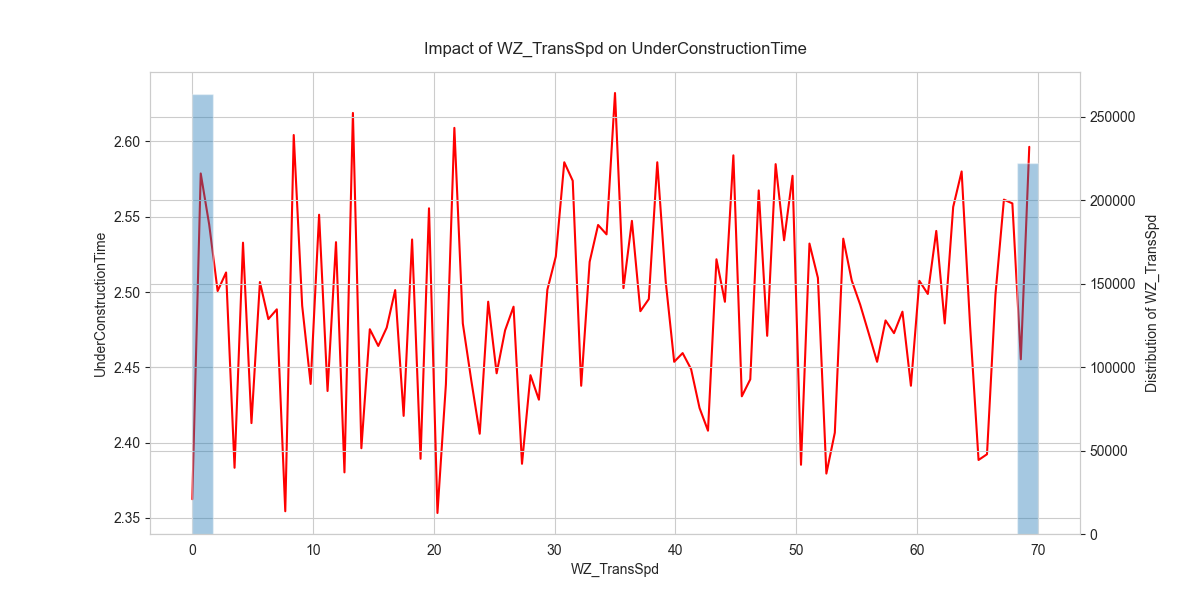 Impact of WZ_TransSpd on UnderConstructionTime
UnderConstructionTime
2.60
2.55
2.50
2.45
2.40
2.35
250000
200000
150000
100000
50000
0
Distribution of WZ_TransSpd
0 10 20 30 40 50 60 70
WZ_TransSpd